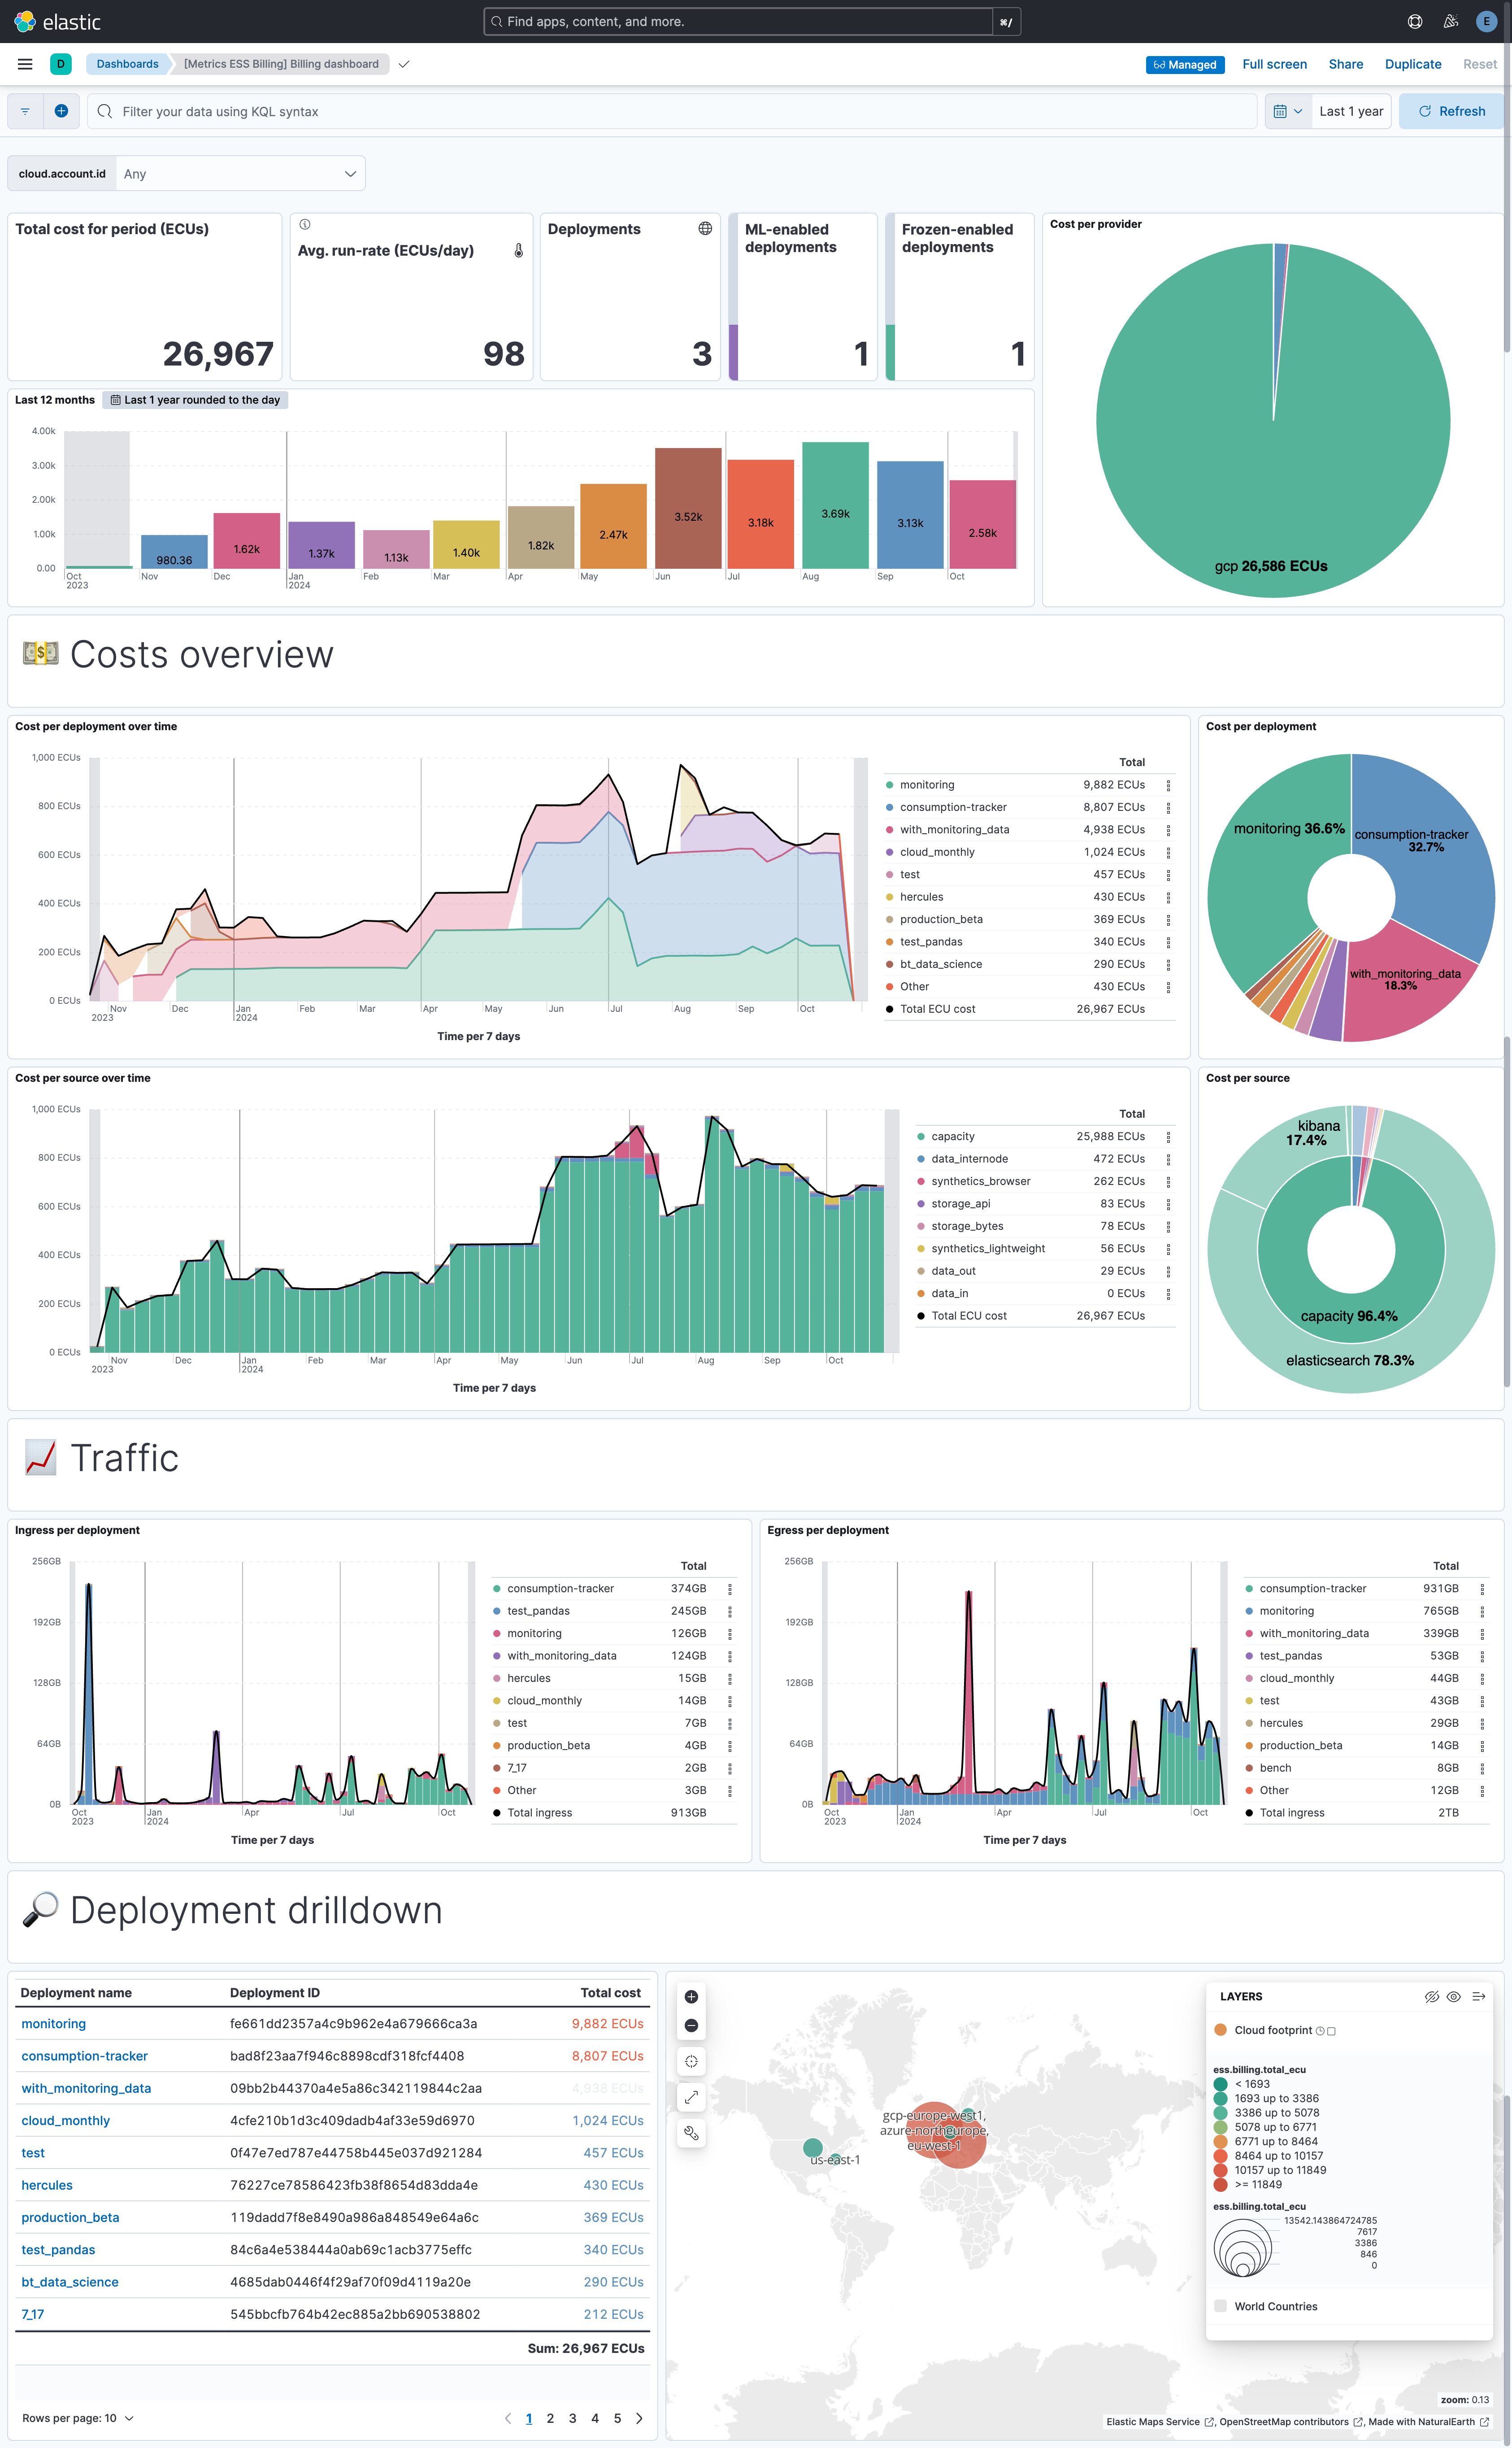 elastic
Find apps, content, and more.
⌘/
E
D
Dashboards
[Metrics ESS Billing] Billing dashboard
Managed
Full screen
Share
Duplicate
Reset
Filter your data using KQL syntax
Last 1 year
Refresh
cloud.account.id
Any
Total cost for period (ECUs)
26,967
Avg. run-rate (ECUs/day)
98
Deployments
3
ML-enabled
deployments
1
Frozen-enabled
deployments
1
Cost per provider
gcp 26,586 ECUs
Last 12 months
Last 1 year rounded to the day
4.00k
3.00k
2.00k
1.00k
0.00
980.36
1.62k
1.37k
1.13k
1.40k
1.82k
2.47k
3.52k
3.18k
3.69k
3.13k
2.58k
Oct Nov Dec Jan Feb Mar Apr May Jun Jul Aug Sep Oct
2023 2024
Costs overview
Cost per deployment over time
1,000 ECUs
800 ECUs
600 ECUs
400 ECUs
200 ECUs
0 ECUs
Nov Dec Jan Feb Mar Apr May Jun Jul Aug Sep Oct
2023 2024
Time per 7 days
Total
monitoring 9,882 ECUs
consumption-tracker 8,807 ECUs
with_monitoring_data 4,938 ECUs
cloud_monthly 1,024 ECUs
test 457 ECUs
hercules 430 ECUs
production_beta 369 ECUs
test_pandas 340 ECUs
bt_data_science 290 ECUs
Other 430 ECUs
Total ECU cost 26,967 ECUs
Cost per deployment
monitoring 36.6%
consumption-tracker
32.7%
with_monitoring_data
18.3%
Cost per source over time
1,000 ECUs
800 ECUs
600 ECUs
400 ECUs
200 ECUs
0 ECUs
Nov Dec Jan Feb Mar Apr May Jun Jul Aug Sep Oct
2023 2024
Time per 7 days
Total
capacity 25,988 ECUs
data_internode 472 ECUs
synthetics_browser 262 ECUs
storage_api 83 ECUs
storage_bytes 78 ECUs
synthetics_lightweight 56 ECUs
data_out 29 ECUs
data_in 0 ECUs
Total ECU cost 26,967 ECUs
Cost per source
kibana
17.4%
capacity 96.4%
elasticsearch 78.3%
Traffic
Ingress per deployment
256GB
192GB
128GB
64GB
0B
Oct Jan Apr Jul Oct
2023 2024
Time per 7 days
Total
consumption-tracker 374GB
test_pandas 245GB
monitoring 126GB
with_monitoring_data 124GB
hercules 15GB
cloud_monthly 14GB
test 7GB
production_beta 4GB
7_17 2GB
Other 3GB
Total ingress 913GB
Egress per deployment
256GB
192GB
128GB
64GB
0B
Oct Jan Apr Jul Oct
2023 2024
Time per 7 days
Total
consumption-tracker 931GB
monitoring 765GB
with_monitoring_data 339GB
test_pandas 53GB
cloud_monthly 44GB
test 43GB
hercules 29GB
production_beta 14GB
bench 8GB
Other 12GB
Total ingress 2TB
Deployment drilldown
Deployment name Deployment ID Total cost
monitoring fe661dd2357a4c9b962e4a679666ca3a 9,882 ECUs
consumption-tracker bad8f23aa7f946c8898cdf318fcf4408 8,807 ECUs
with_monitoring_data 09bb2b44370a4e5a86c342119844c2aa 4,938 ECUs
cloud_monthly 4cfe210b1d3c409dadb4af33e59d6970 1,024 ECUs
test 0f47e7ed787e44758b445e037d921284 457 ECUs
hercules 76227ce78586423fb38f8654d83dda4e 430 ECUs
production_beta 119dadd7f8e8490a986a848549e64a6c 369 ECUs
test_pandas 84c6a4e538444a0ab69c1acb3775effc 340 ECUs
bt_data_science 4685dab0446f4f29af70f09d4119a20e 290 ECUs
7_17 545bbcfb764b42ec885a2bb690538802 212 ECUs
Sum: 26,967 ECUs
Rows per page: 10
1 2 3 4 5
gcp-europe-west1,
azure-northeurope,
eu-west-1
us-east-1
LAYERS
Cloud footprint
ess.billing.total_ecu
< 1693
1693 up to 3386
3386 up to 5078
5078 up to 6771
6771 up to 8464
8464 up to 10157
10157 up to 11849
>= 11849
ess.billing.total_ecu
13542.143864724785
7617
3386
846
0
World Countries
zoom: 0.13
Elastic Maps Service , OpenStreetMap contributors , Made with NaturalEarth